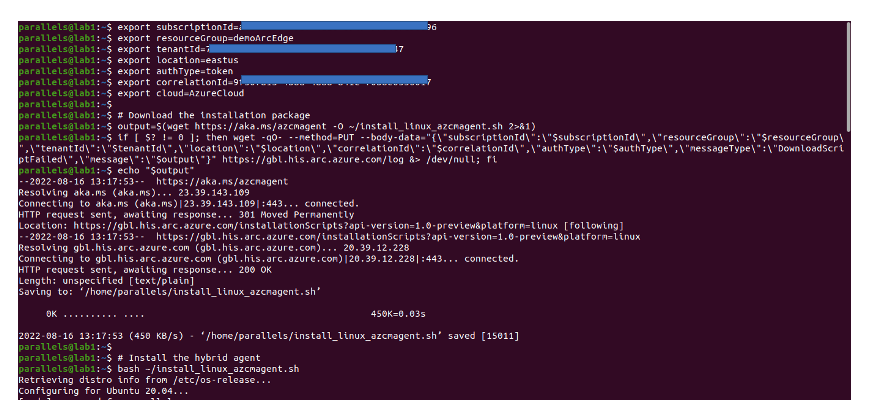 parallels@lab1:~$ export subscriptionId= 96
parallels@lab1:~$ export resourceGroup=demoArcEdge
parallels@lab1:~$ export tenantId=7 47
parallels@lab1:~$ export location=eastus
parallels@lab1:~$ export authType=token
parallels@lab1:~$ export correlationId= 7
parallels@lab1:~$ export cloud=AzureCloud
parallels@lab1:~$
parallels@lab1:~$ # Download the installation package
parallels@lab1:~$ output=$(wget https://aka.ms/azcmagent -O ~/install_linux_azcmagent.sh 2>&1)
parallels@lab1:~$ if [ $? != 0 ]; then wget -qO- --method=PUT --body-data="{\"subscriptionId\":\"$subscriptionId\",\"resourceGroup\":\"$resourceGroup\
",\"tenantId\":\"$tenantId\",\"location\":\"$location\",\"correlationId\":\"$correlationId\",\"authType\":\"$authType\",\"messageType\":\"DownloadScri
ptFailed\",\"message\":\"$output\"}" https://gbl.his.arc.azure.com/log &> /dev/null; fi
parallels@lab1:~$ echo "$output"
--2022-08-16 13:17:53--  https://aka.ms/azcmagent
Resolving aka.ms (aka.ms)... 23.39.143.109
Connecting to aka.ms (aka.ms)|23.39.143.109|:443... connected.
HTTP request sent, awaiting response... 301 Moved Permanently
Location: https://gbl.his.arc.azure.com/installationScripts?api-version=1.0-preview&platform=linux [following]
--2022-08-16 13:17:53--  https://gbl.his.arc.azure.com/installationScripts?api-version=1.0-preview&platform=linux
Resolving gbl.his.arc.azure.com (gbl.his.arc.azure.com)... 20.39.12.228
Connecting to gbl.his.arc.azure.com (gbl.his.arc.azure.com)|20.39.12.228|:443... connected.
HTTP request sent, awaiting response... 200 OK
Length: unspecified [text/plain]
Saving to: ‘/home/parallels/install_linux_azcmagent.sh’
0K .......... .... 450K=0.03s
2022-08-16 13:17:53 (450 KB/s) - ‘/home/parallels/install_linux_azcmagent.sh’ saved [15011]
parallels@lab1:~$
parallels@lab1:~$ # Install the hybrid agent
parallels@lab1:~$ bash ~/install_linux_azcmagent.sh
Retrieving distro info from /etc/os-release...
Configuring for Ubuntu 20.04...